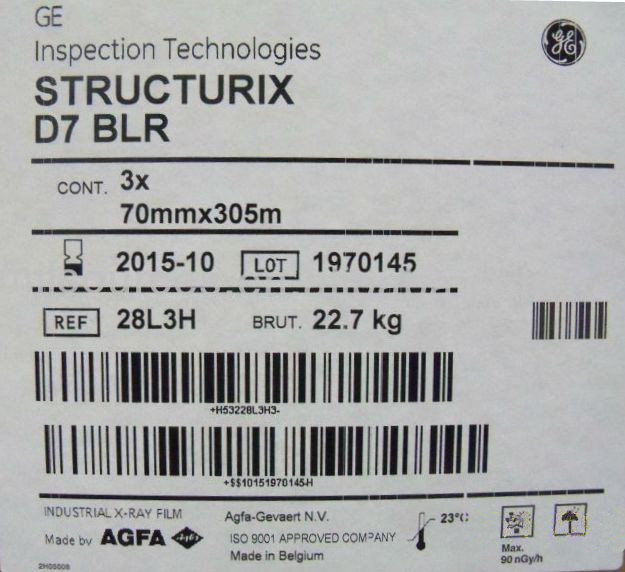 GE
Inspection Technologies
STRUCTURIX
D7 BLR
CONT. 3x
70mmx305m
2015-10 LOT 1970145
REF 28L3H BRUT. 22.7 kg
+H53228L3H3-
+$$10151970145-H
INDUSTRIAL X-RAY FILM
Made by AGFA
Agfa-Gevaert N.V.
ISO 9001 APPROVED COMPANY
Made in Belgium
23°C
Max.
90 nGy/h